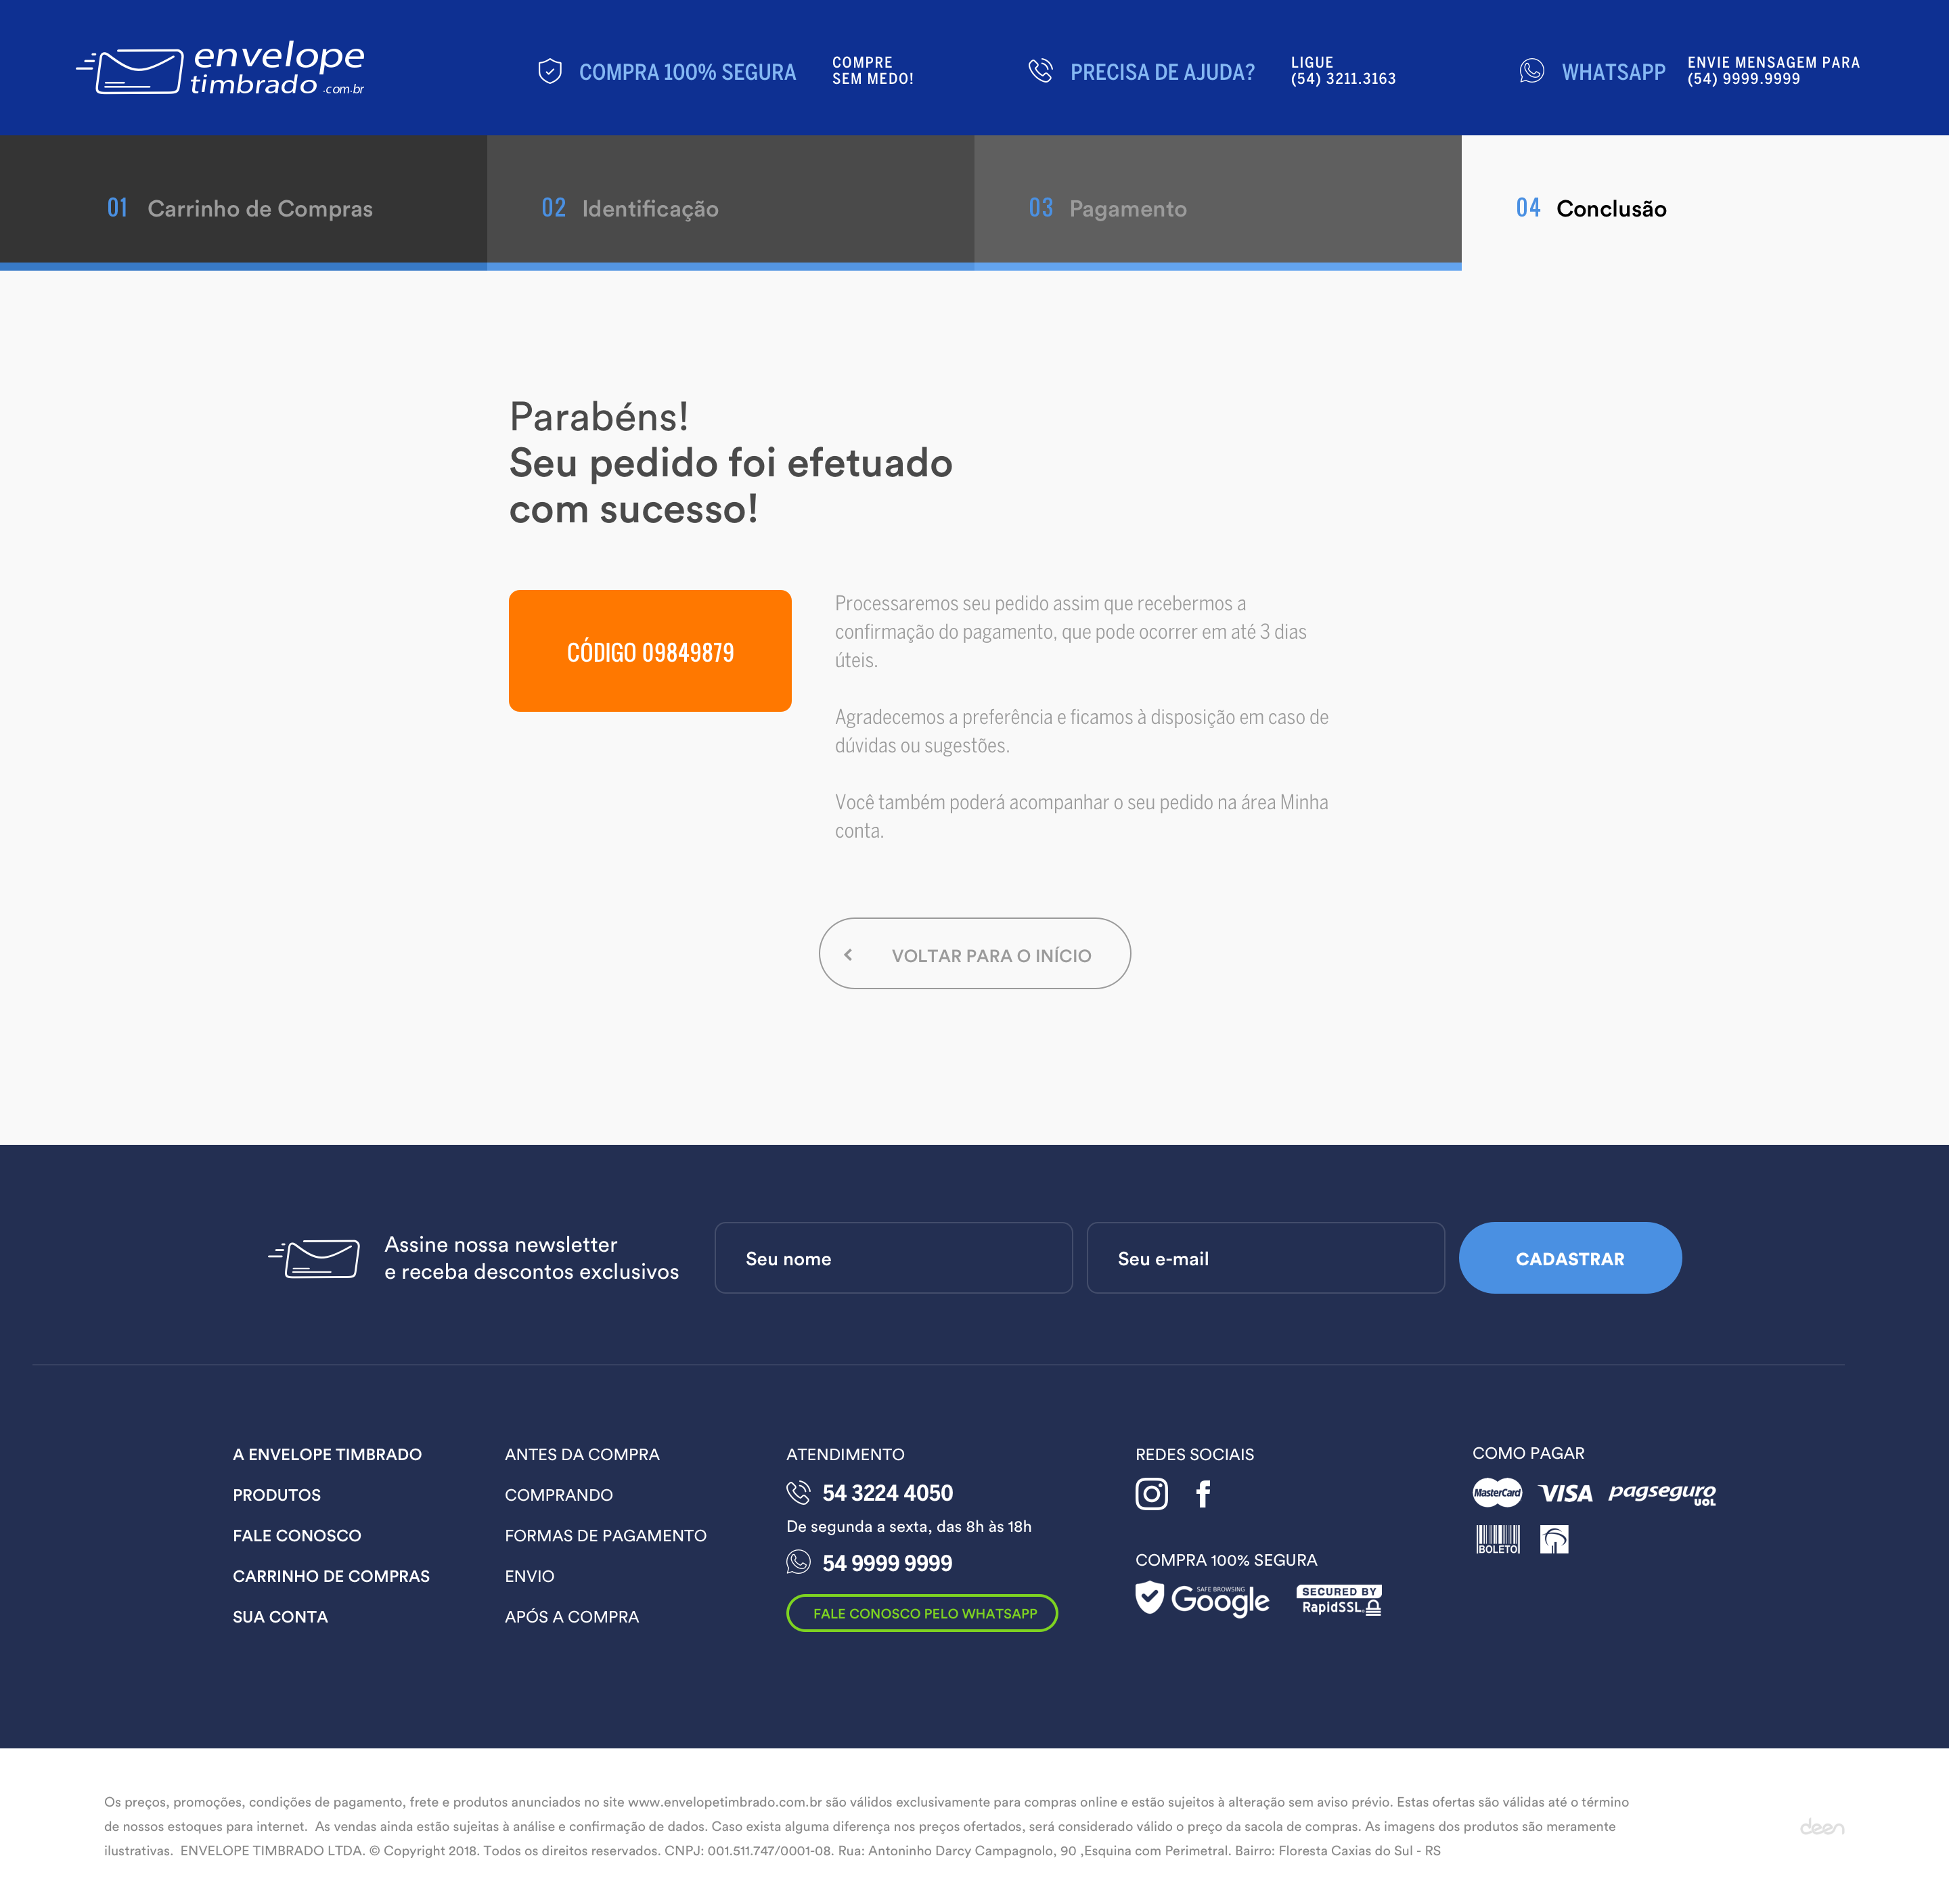 envelope
timbrado .com.br
COMPRA 100% SEGURA
COMPRE
SEM MEDO!
PRECISA DE AJUDA?
LIGUE
(54) 3211.3163
WHATSAPP
ENVIE MENSAGEM PARA
(54) 9999.9999
01 Carrinho de Compras
02 Identificação
03 Pagamento
04 Conclusão
Parabéns!
Seu pedido foi efetuado
com sucesso!
CÓDIGO 09849879
Processaremos seu pedido assim que recebermos a
confirmação do pagamento, que pode ocorrer em até 3 dias
úteis.
Agradecemos a preferência e ficamos à disposição em caso de
dúvidas ou sugestões.
Você também poderá acompanhar o seu pedido na área Minha
conta.
VOLTAR PARA O INÍCIO
Assine nossa newsletter
e receba descontos exclusivos
Seu nome
Seu e-mail
CADASTRAR
A ENVELOPE TIMBRADO
PRODUTOS
FALE CONOSCO
CARRINHO DE COMPRAS
SUA CONTA
ANTES DA COMPRA
COMPRANDO
FORMAS DE PAGAMENTO
ENVIO
APÓS A COMPRA
ATENDIMENTO
54 3224 4050
De segunda a sexta, das 8h às 18h
54 9999 9999
FALE CONOSCO PELO WHATSAPP
REDES SOCIAIS
COMPRA 100% SEGURA
SAFE BROWSING
Google
SECURED BY
RapidSSL
COMO PAGAR
MasterCard
VISA
pagseguro
UOL
BOLETO
Os preços, promoções, condições de pagamento, frete e produtos anunciados no site www.envelopetimbrado.com.br são válidos exclusivamente para compras online e estão sujeitos à alteração sem aviso prévio. Estas ofertas são válidas até o término
de nossos estoques para internet.  As vendas ainda estão sujeitas à análise e confirmação de dados. Caso exista alguma diferença nos preços ofertados, será considerado válido o preço da sacola de compras. As imagens dos produtos são meramente
ilustrativas.  ENVELOPE TIMBRADO LTDA. © Copyright 2018. Todos os direitos reservados. CNPJ: 001.511.747/0001-08. Rua: Antoninho Darcy Campagnolo, 90 ,Esquina com Perimetral. Bairro: Floresta Caxias do Sul - RS
deen